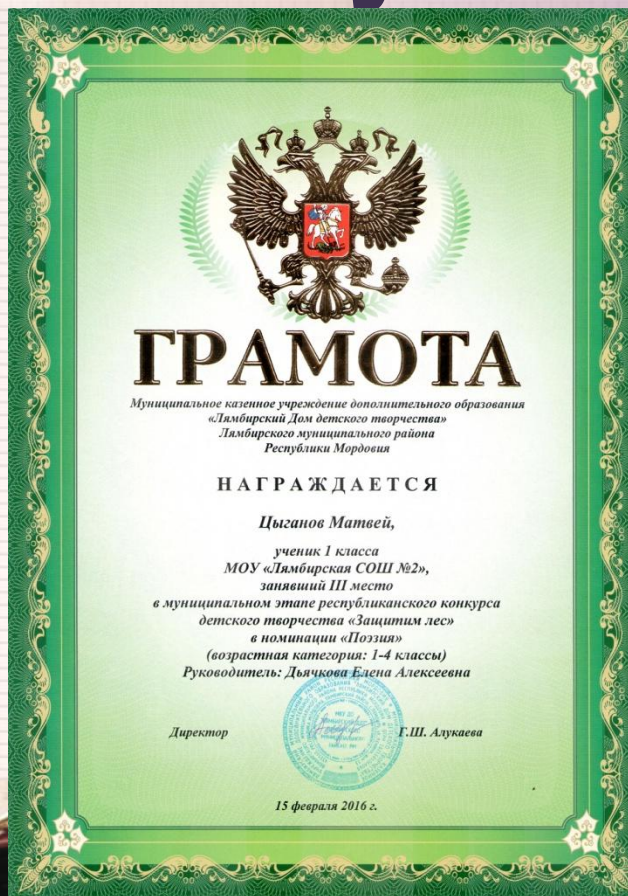 ГРАМОТА
Муниципальное казенное учреждение дополнительного образования
«Лямбирский Дом детского творчества»
Лямбирского муниципального района
Республики Мордовия
НАГРАЖДАЕТСЯ
Цыганов Матвей,
ученик 1 класса
МОУ «Лямбирская СОШ №2»,
занявший III место
в муниципальном этапе республиканского конкурса
детского творчества «Защитим лес»
в номинации «Поэзия»
(возрастная категория: 1-4 классы)
Руководитель: Дьячкова Елена Алексеевна
Директор Г.Ш. Алукаева
15 февраля 2016 г.